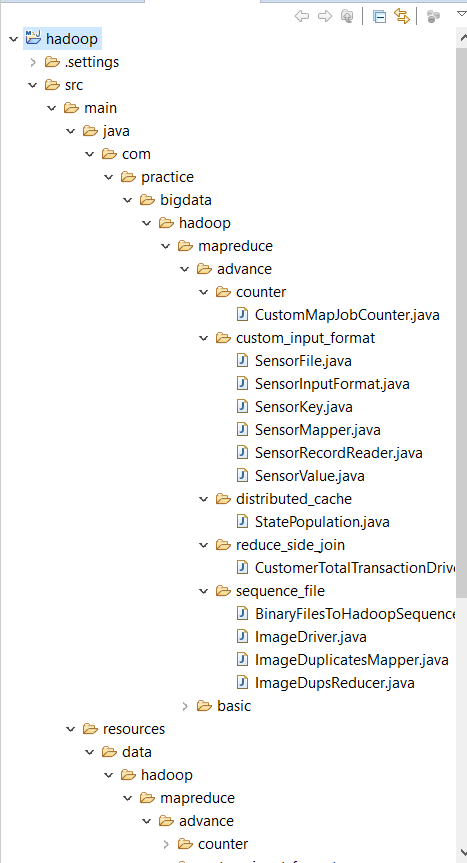 hadoop
.settings
src
main
java
com
practice
bigdata
hadoop
mapreduce
advance
counter
CustomMapJobCounter.java
custom_input_format
SensorFile.java
SensorInputFormat.java
SensorKey.java
SensorMapper.java
SensorRecordReader.java
SensorValue.java
distributed_cache
StatePopulation.java
reduce_side_join
CustomerTotalTransactionDrive
sequence_file
BinaryFilesToHadoopSequence
ImageDriver.java
ImageDuplicatesMapper.java
ImageDupsReducer.java
basic
resources
data
hadoop
mapreduce
advance
counter